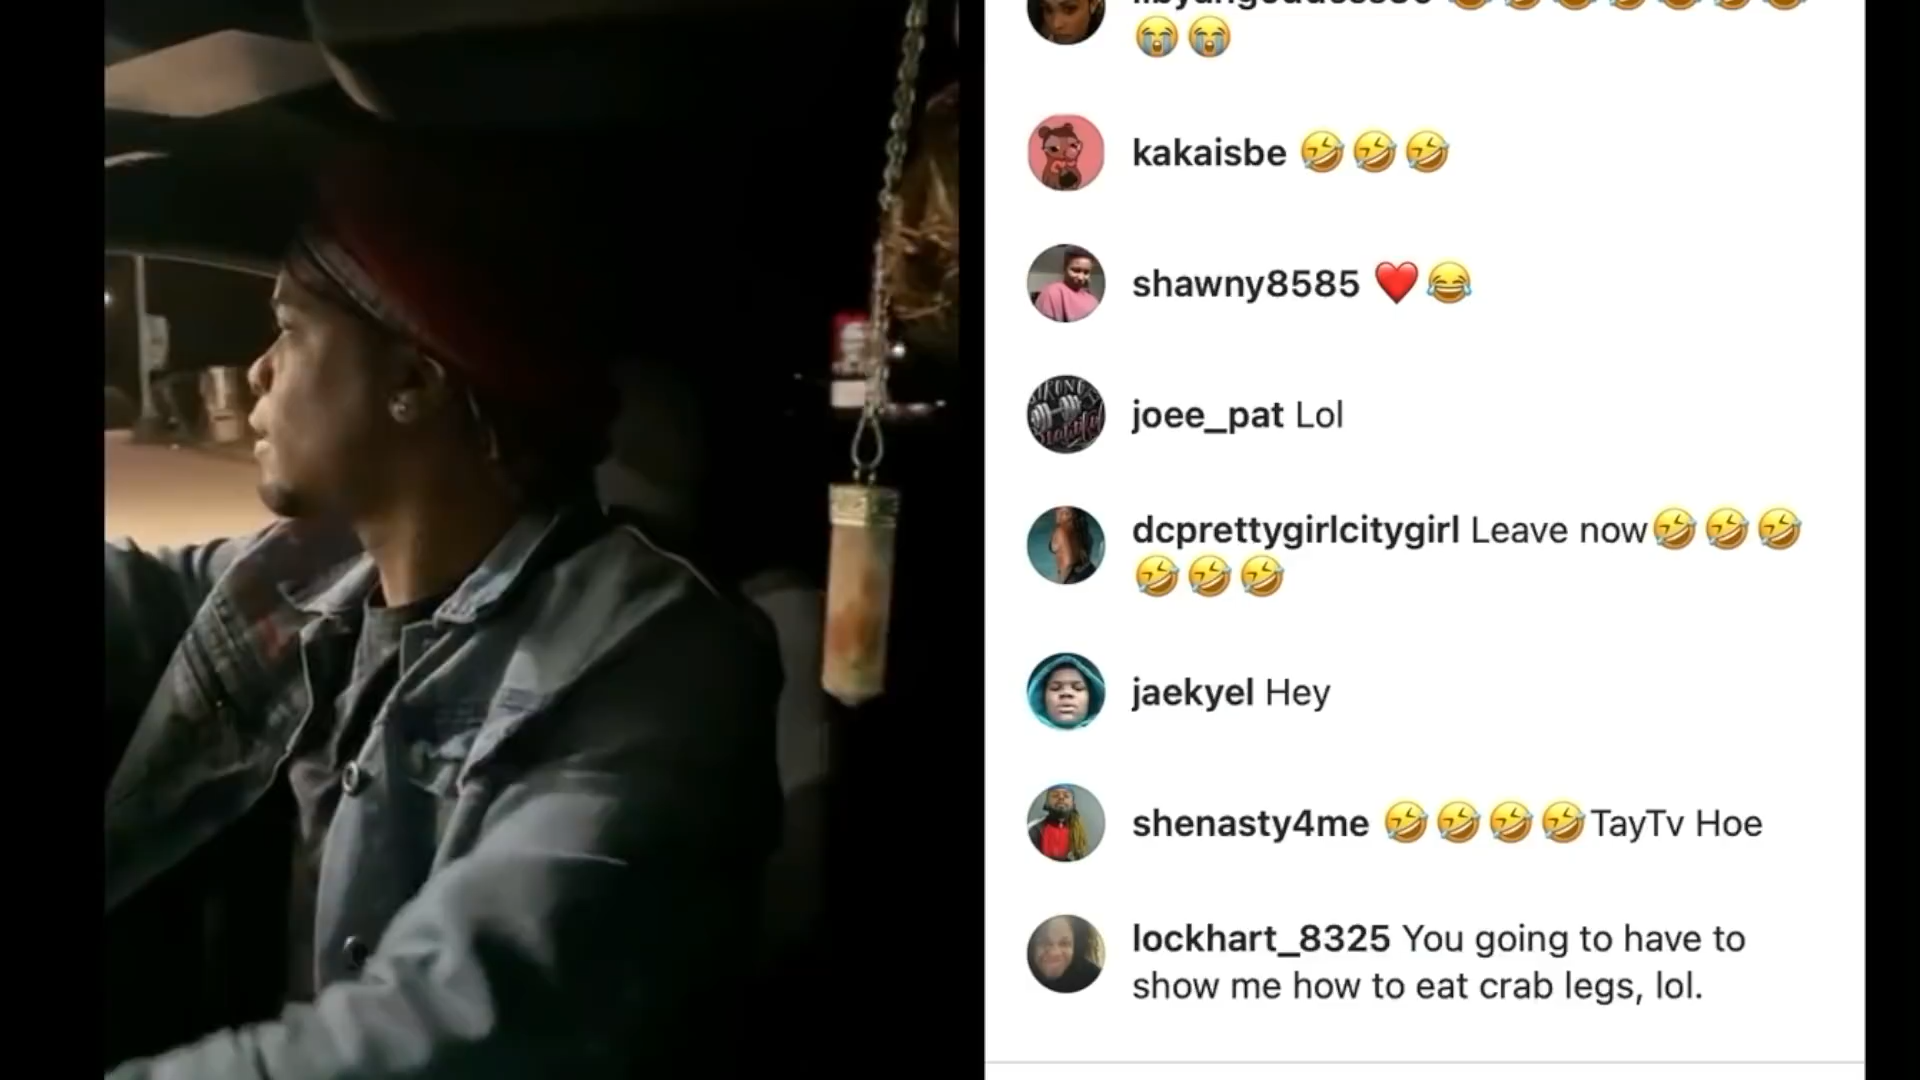 kakaisbe 🤣🤣🤣
shawny8585 ❤️😂
joee_pat Lol
dcprettygirlcitygirl Leave now🤣🤣🤣
🤣🤣🤣
jaekyel Hey
shenasty4me 🤣🤣🤣🤣TayTv Hoe
lockhart_8325 You going to have to
show me how to eat crab legs, lol.